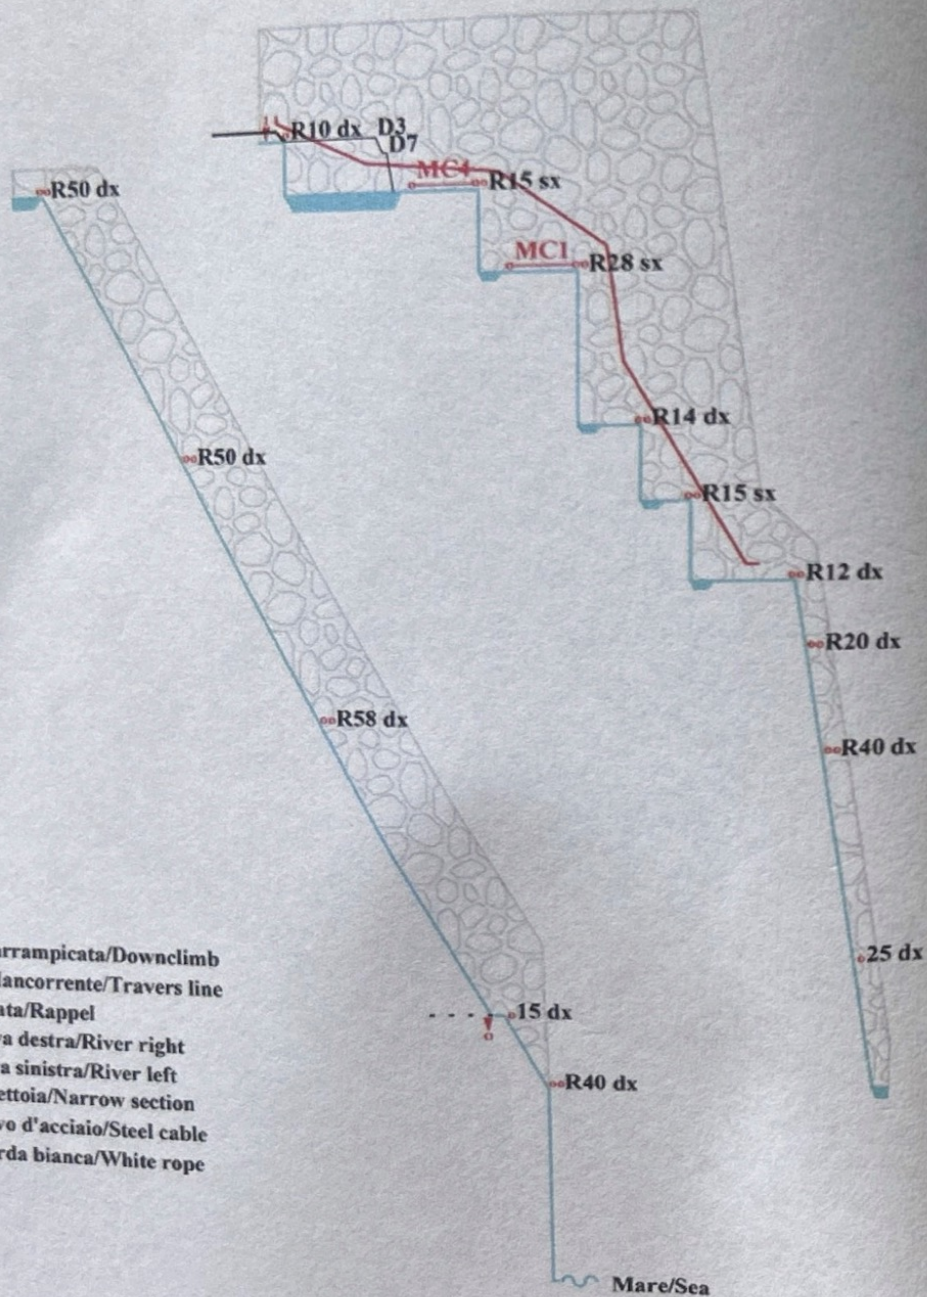 R10 dx
D3
D7
R50 dx
MC4
R15 sx
MC1
R28 sx
R14 dx
R50 dx
R15 sx
R12 dx
R20 dx
R58 dx
R40 dx
25 dx
arrampicata/Downclimb
ancorrente/Travers line
ata/Rappel
a destra/River right
a sinistra/River left
ettoia/Narrow section
vo d'acciaio/Steel cable
rda bianca/White rope
15 dx
R40 dx
Mare/Sea